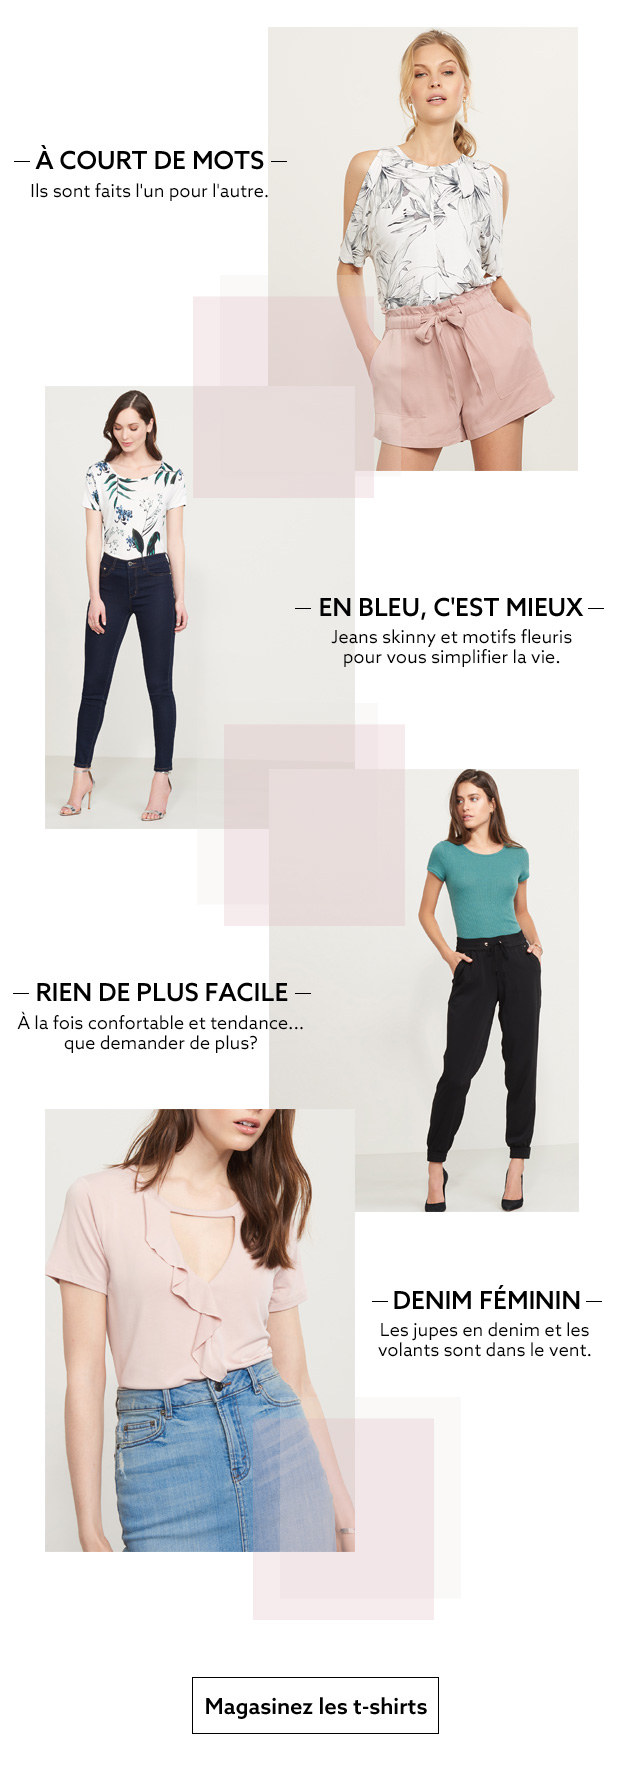 À COURT DE MOTS
Ils sont faits l'un pour l'autre.
EN BLEU, C'EST MIEUX
Jeans skinny et motifs fleuris
pour vous simplifier la vie.
RIEN DE PLUS FACILE
À la fois confortable et tendance...
que demander de plus?
DENIM FÉMININ
Les jupes en denim et les
volants sont dans le vent.
Magasinez les t-shirts